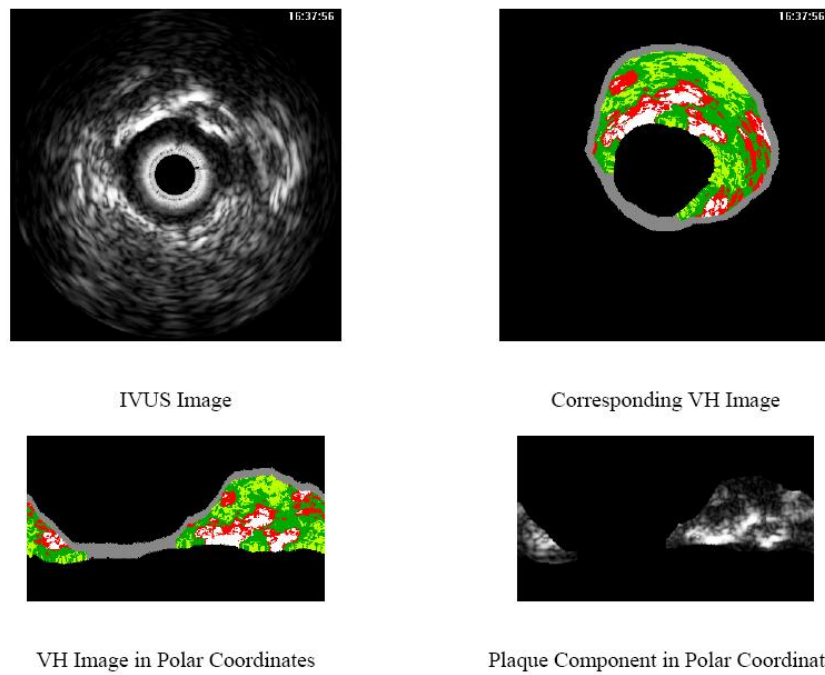 16:37:56
16:37:56
IVUS Image
Corresponding VH Image
VH Image in Polar Coordinates
Plaque Component in Polar Coordinat